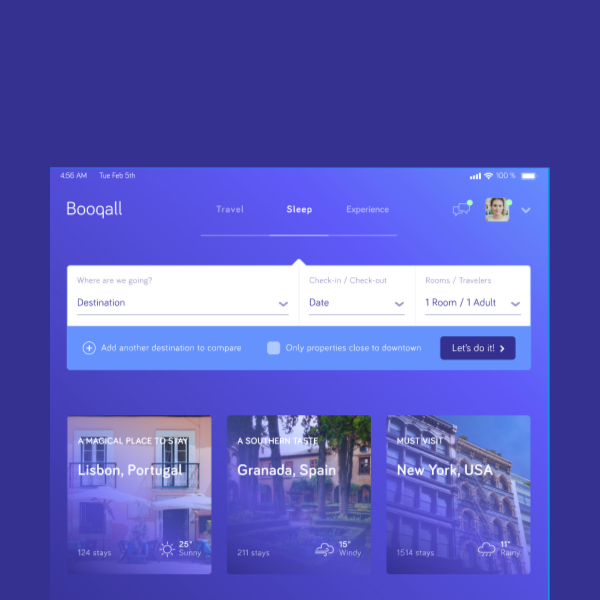 4:56 AM Tue Feb 5th 100 %
Booqall Travel Sleep Experience
Where are we going? Check-in / Check-out Rooms / Travelers
Destination Date 1 Room / 1 Adult
Add another destination to compare Only properties close to downtown Let's do it!
A MAGICAL PLACE TO STAY
Lisbon, Portugal
124 stays 25° Sunny
A SOUTHERN TASTE
Granada, Spain
211 stays 15° Windy
MUST VISIT
New York, USA
1514 stays 11° Rainy